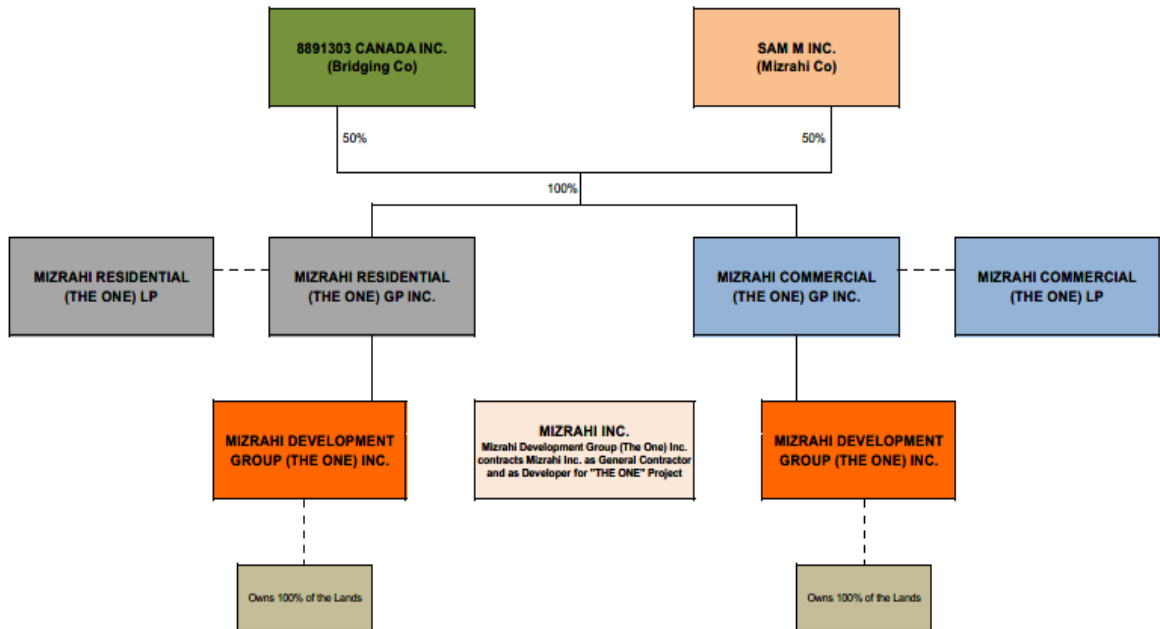 8891303 CANADA INC.
(Bridging Co)
SAM M INC.
(Mizrahi Co)
50%
50%
100%
MIZRAHI RESIDENTIAL
(THE ONE) LP
MIZRAHI RESIDENTIAL
(THE ONE) GP INC.
MIZRAHI COMMERCIAL
(THE ONE) GP INC.
MIZRAHI COMMERCIAL
(THE ONE) LP
MIZRAHI DEVELOPMENT
GROUP (THE ONE) INC.
MIZRAHI INC.
Mizrahi Development Group (The One) Inc.
contracts Mizrahi Inc. as General Contractor
and as Developer for "THE ONE" Project
MIZRAHI DEVELOPMENT
GROUP (THE ONE) INC.
Owns 100% of the Lands
Owns 100% of the Lands